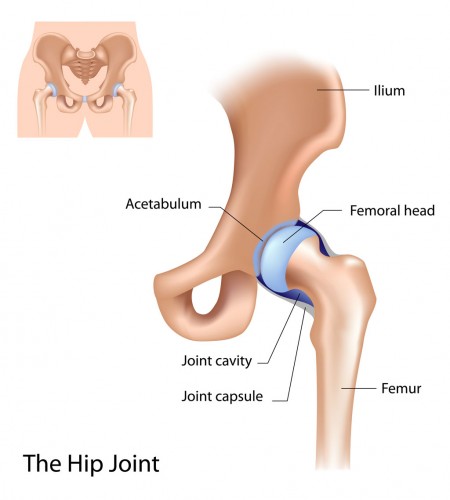 Ilium
Acetabulum
Femoral head
Joint cavity
Joint capsule
Femur
The Hip Joint